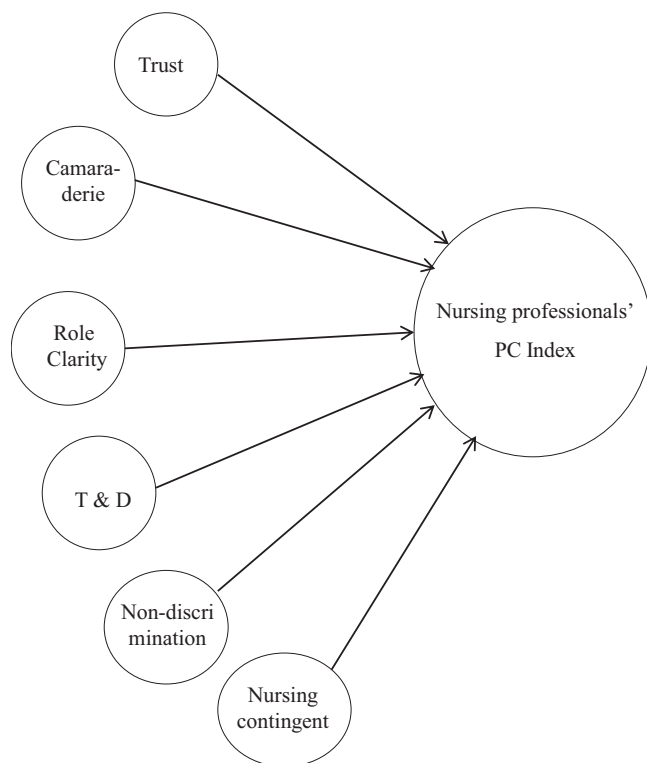 Trust
Camara-
derie
Role
Clarity
T & D
Non-discri
mination
Nursing
contingent
Nursing professionals’
PC Index